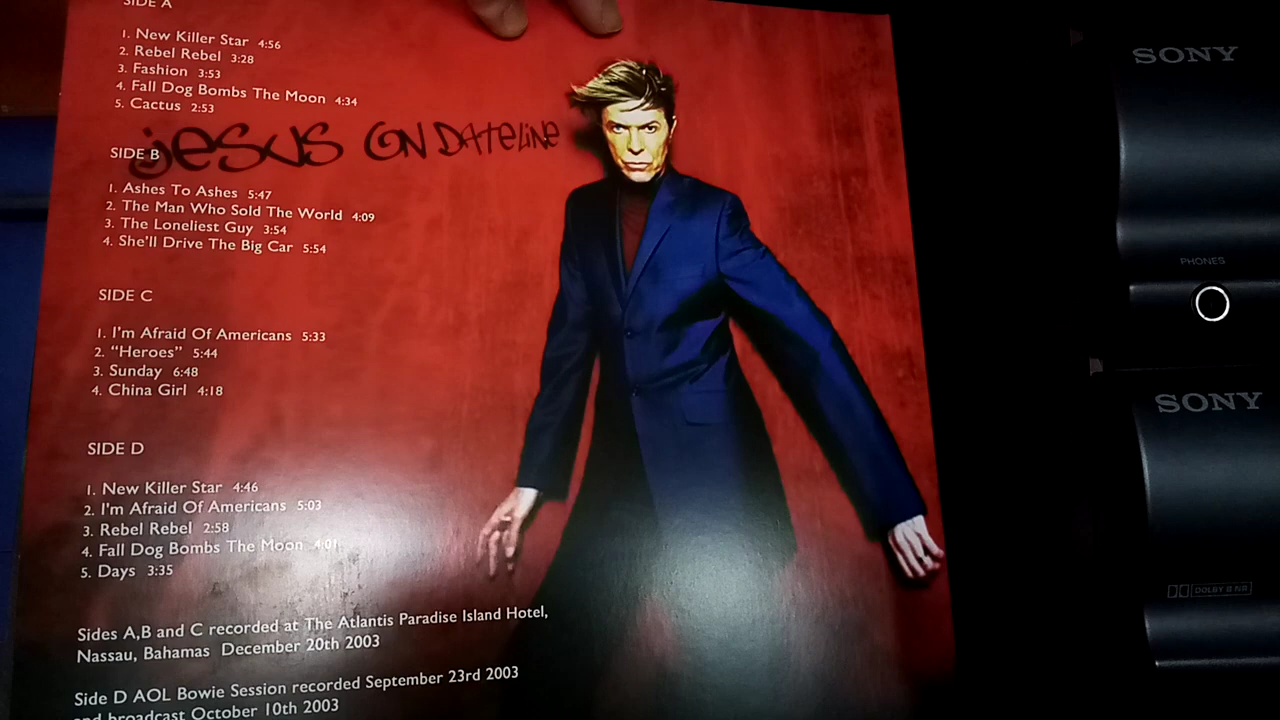 SIDE A
1. New Killer Star 4:56
2. Rebel Rebel 3:28
3. Fashion 3:53
4. Fall Dog Bombs The Moon 4:34
5. Cactus 2:53
jesus on dateline
SIDE B
1. Ashes To Ashes 5:47
2. The Man Who Sold The World 4:09
3. The Loneliest Guy 3:54
4. She'll Drive The Big Car 5:54
SIDE C
1. I'm Afraid Of Americans 5:33
2. “Heroes” 5:44
3. Sunday 6:48
4. China Girl 4:18
SIDE D
1. New Killer Star 4:46
2. I'm Afraid Of Americans 5:03
3. Rebel Rebel 2:58
4. Fall Dog Bombs The Moon 4:01
5. Days 3:35
Sides A,B and C recorded at The Atlantis Paradise Island Hotel,
Nassau, Bahamas December 20th 2003
Side D AOL Bowie Session recorded September 23rd 2003
and broadcast October 10th 2003
SONY
PHONES
SONY
DOLBY B NR